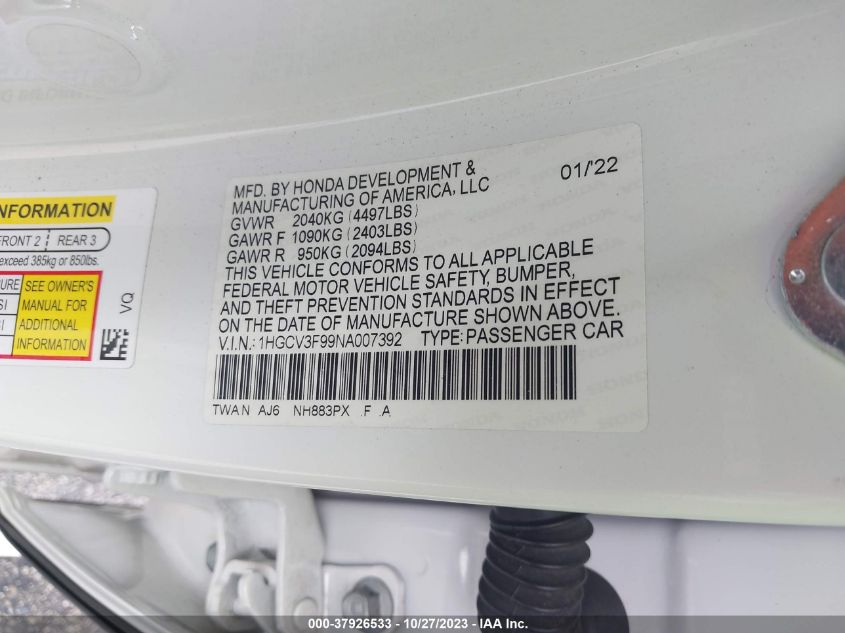 MFD. BY HONDA DEVELOPMENT & MANUFACTURING OF AMERICA, LLC 01/'22
GVWR 2040KG (4497LBS)
GAWR F 1090KG (2403LBS)
GAWR R 950KG (2094LBS)
THIS VEHICLE CONFORMS TO ALL APPLICABLE
FEDERAL MOTOR VEHICLE SAFETY, BUMPER,
AND THEFT PREVENTION STANDARDS IN EFFECT
ON THE DATE OF MANUFACTURE SHOWN ABOVE.
V.I.N.: 1HGCV3F99NA007392 TYPE: PASSENGER CAR
TWAN AJ6 NH883PX .F .A
NFORMATION
FRONT 2 REAR 3
exceed 385kg or 850lbs.
SEE OWNER'S
MANUAL FOR
ADDITIONAL
INFORMATION
VQ
000-37926533 - 10/27/2023 - IAA Inc.